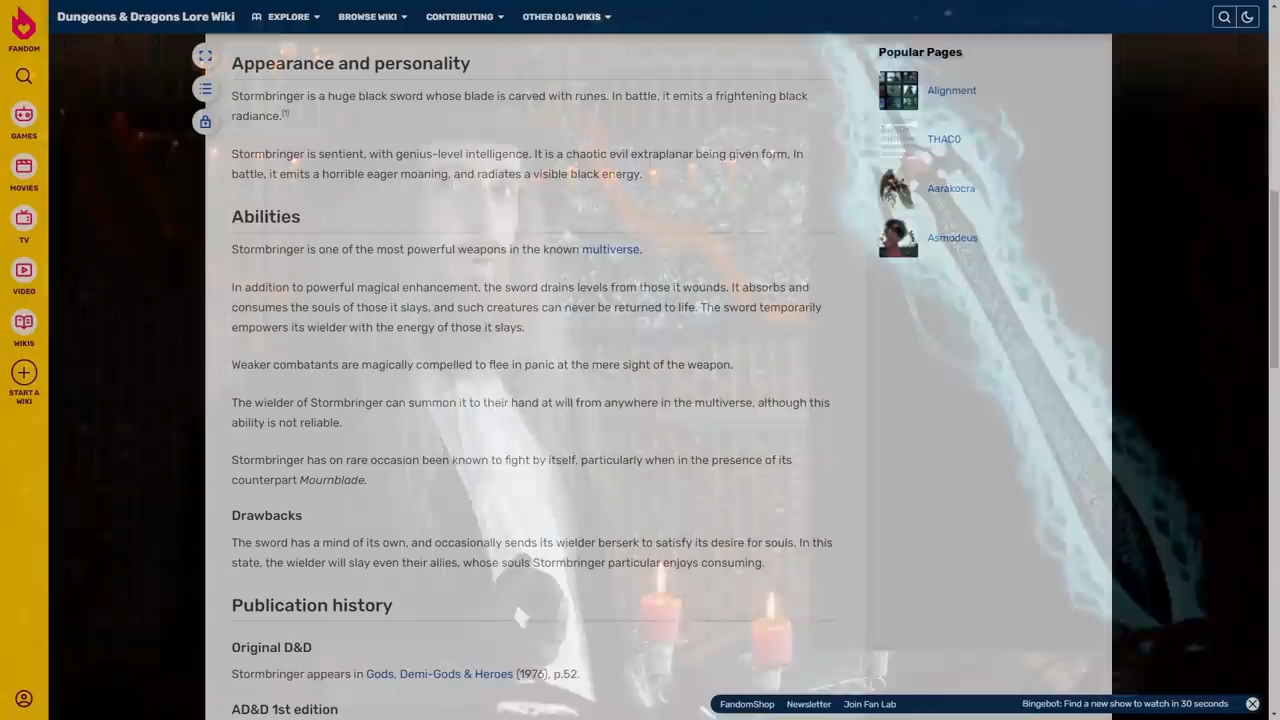 Dungeons & Dragons Lore Wiki
EXPLORE
BROWSE WIKI
CONTRIBUTING
OTHER D&D WIKIS
FANDOM
GAMES
MOVIES
TV
VIDEO
WIKIS
START A
WIKI
Appearance and personality
Stormbringer is a huge black sword whose blade is carved with runes. In battle, it emits a frightening black
radiance.[1]
Stormbringer is sentient, with genius-level intelligence. It is a chaotic evil extraplanar being given form. In
battle, it emits a horrible eager moaning, and radiates a visible black energy.
Abilities
Stormbringer is one of the most powerful weapons in the known multiverse.
In addition to powerful magical enhancement, the sword drains levels from those it wounds. It absorbs and
consumes the souls of those it slays, and such creatures can never be returned to life. The sword temporarily
empowers its wielder with the energy of those it slays.
Weaker combatants are magically compelled to flee in panic at the mere sight of the weapon.
The wielder of Stormbringer can summon it to their hand at will from anywhere in the multiverse, although this
ability is not reliable.
Stormbringer has on rare occasion been known to fight by itself, particularly when in the presence of its
counterpart Mournblade.
Drawbacks
The sword has a mind of its own, and occasionally sends its wielder berserk to satisfy its desire for souls. In this
state, the wielder will slay even their allies, whose souls Stormbringer particular enjoys consuming.
Publication history
Original D&D
Stormbringer appears in Gods, Demi-Gods & Heroes (1976), p.52.
AD&D 1st edition
Popular Pages
Alignment
THAC0
Aarakocra
Asmodeus
FandomShop
Newsletter
Join Fan Lab
Bingebot: Find a new show to watch in 30 seconds